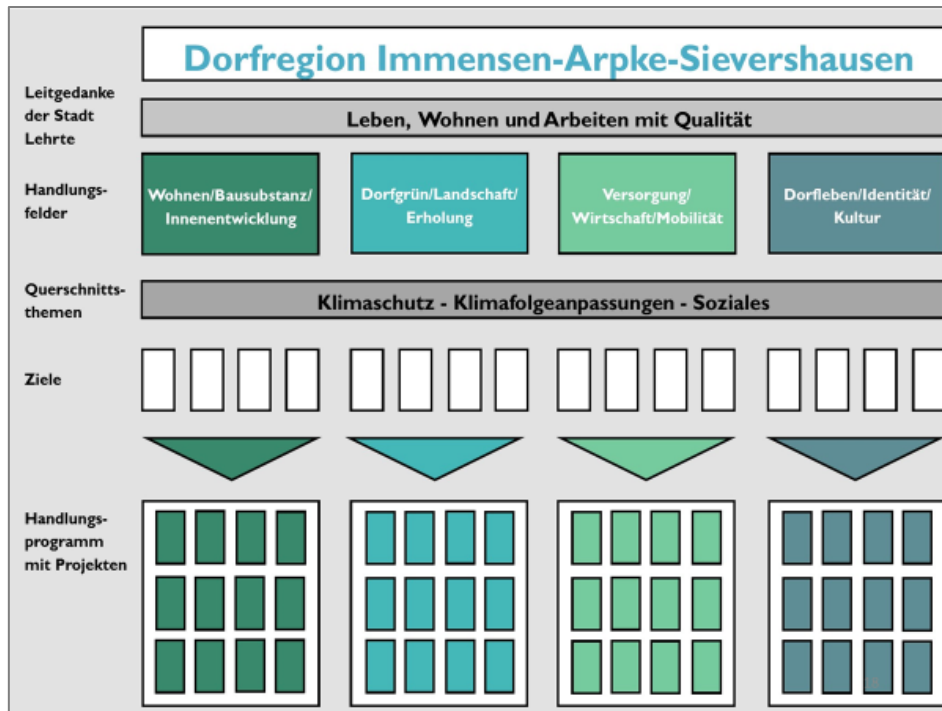 Dorfregion Immensen-Arpke-Sievershausen
Leitgedanke
der Stadt
Lehrte
Leben, Wohnen und Arbeiten mit Qualität
Handlungs-
felder
Wohnen/Bausubstanz/
Innenentwicklung
Dorfgrün/Landschaft/
Erholung
Versorgung/
Wirtschaft/Mobilität
Dorfleben/Identität/
Kultur
Querschnitts-
themen
Klimaschutz - Klimafolgeanpassungen - Soziales
Ziele
Handlungs-
programm
mit Projekten